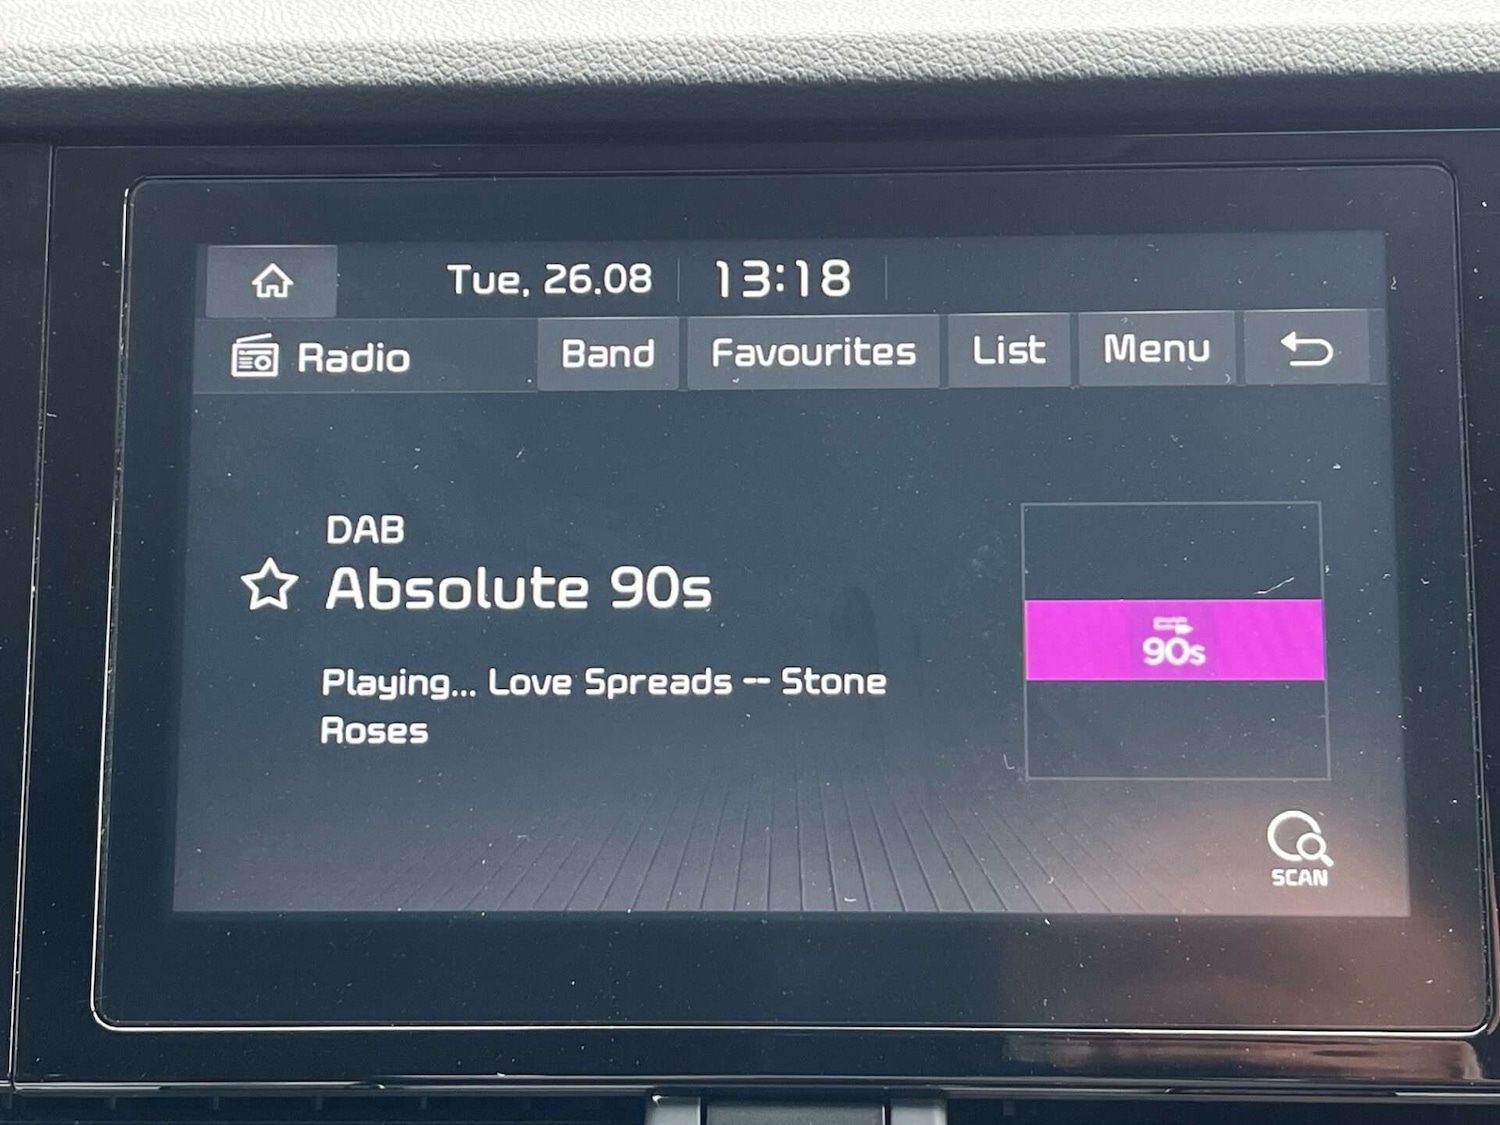 Tue, 26.08 13:18
Radio Band Favourites List Menu
DAB
Absolute 90s
Playing... Love Spreads -- Stone
Roses
90s
SCAN